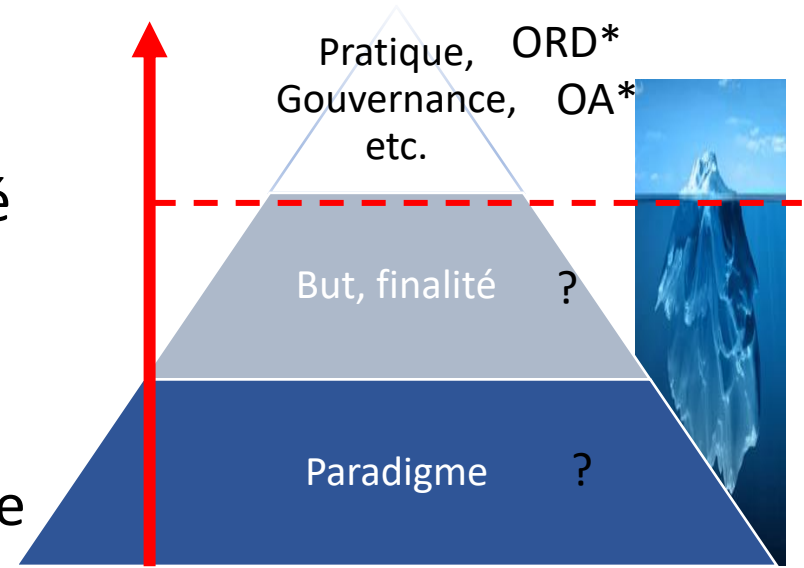 Pratique, ORD*
Gouvernance, OA*
etc.
é
But, finalité ?
Paradigme ?
e